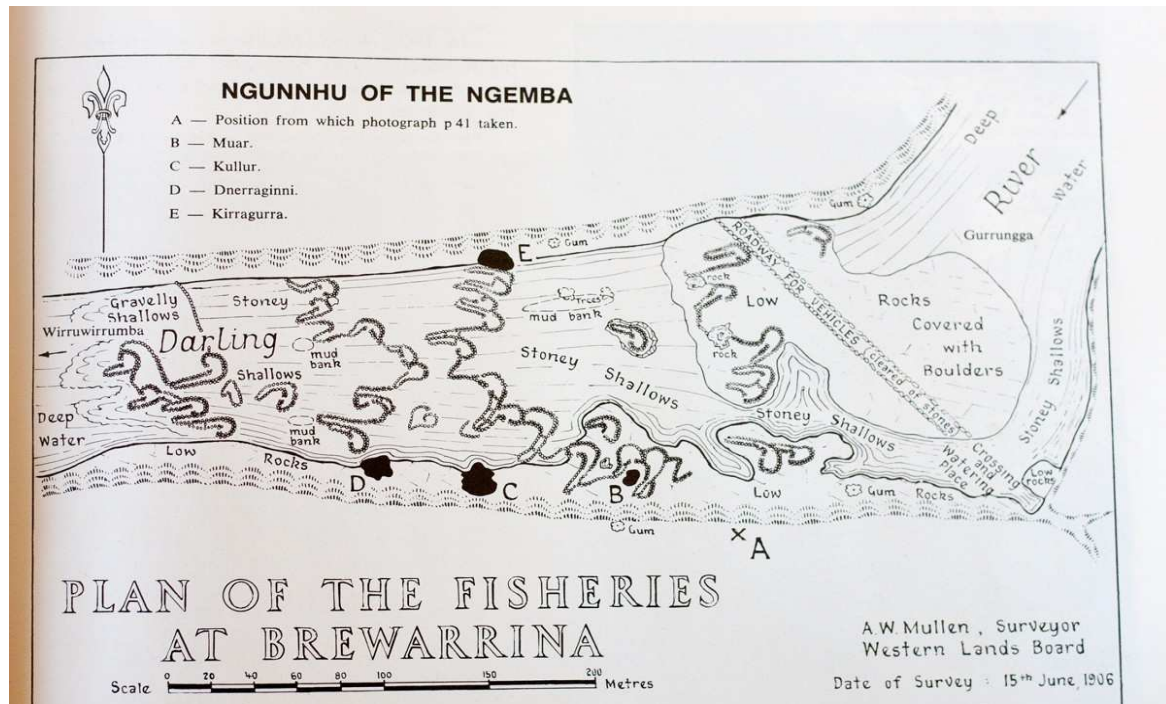 NGUNNHU OF THE NGEMBA
A — Position from which photograph p 41 taken.
B — Muar.
C — Kullur.
D — Dnerraginni.
E — Kirragurra.
Deep
River
Water
Gurrungga
Gum
ROADWAY FOR VEHICLES (cleared of stones)
E
Gum
Gravelly
Shallows
Stoney
Wirruwirrumba
Darling
Shallows
mud
bank
trees
mud bank
rock
Low
rock
Rocks
Covered
with
Boulders
Stoney
Shallows
Stoney Shallows
Stoney
Shallows
Deep
Water
mud
bank
Low
Rocks
D
C
B
Low
Gum
Rocks
Crossing
and
Watering
Place
Low
rocks
Gum
A
PLAN OF THE FISHERIES
AT BREWARRINA
Scale 0 20 40 60 80 100 150 200 Metres
A.W. Mullen, Surveyor
Western Lands Board
Date of Survey : 15th June, 1906